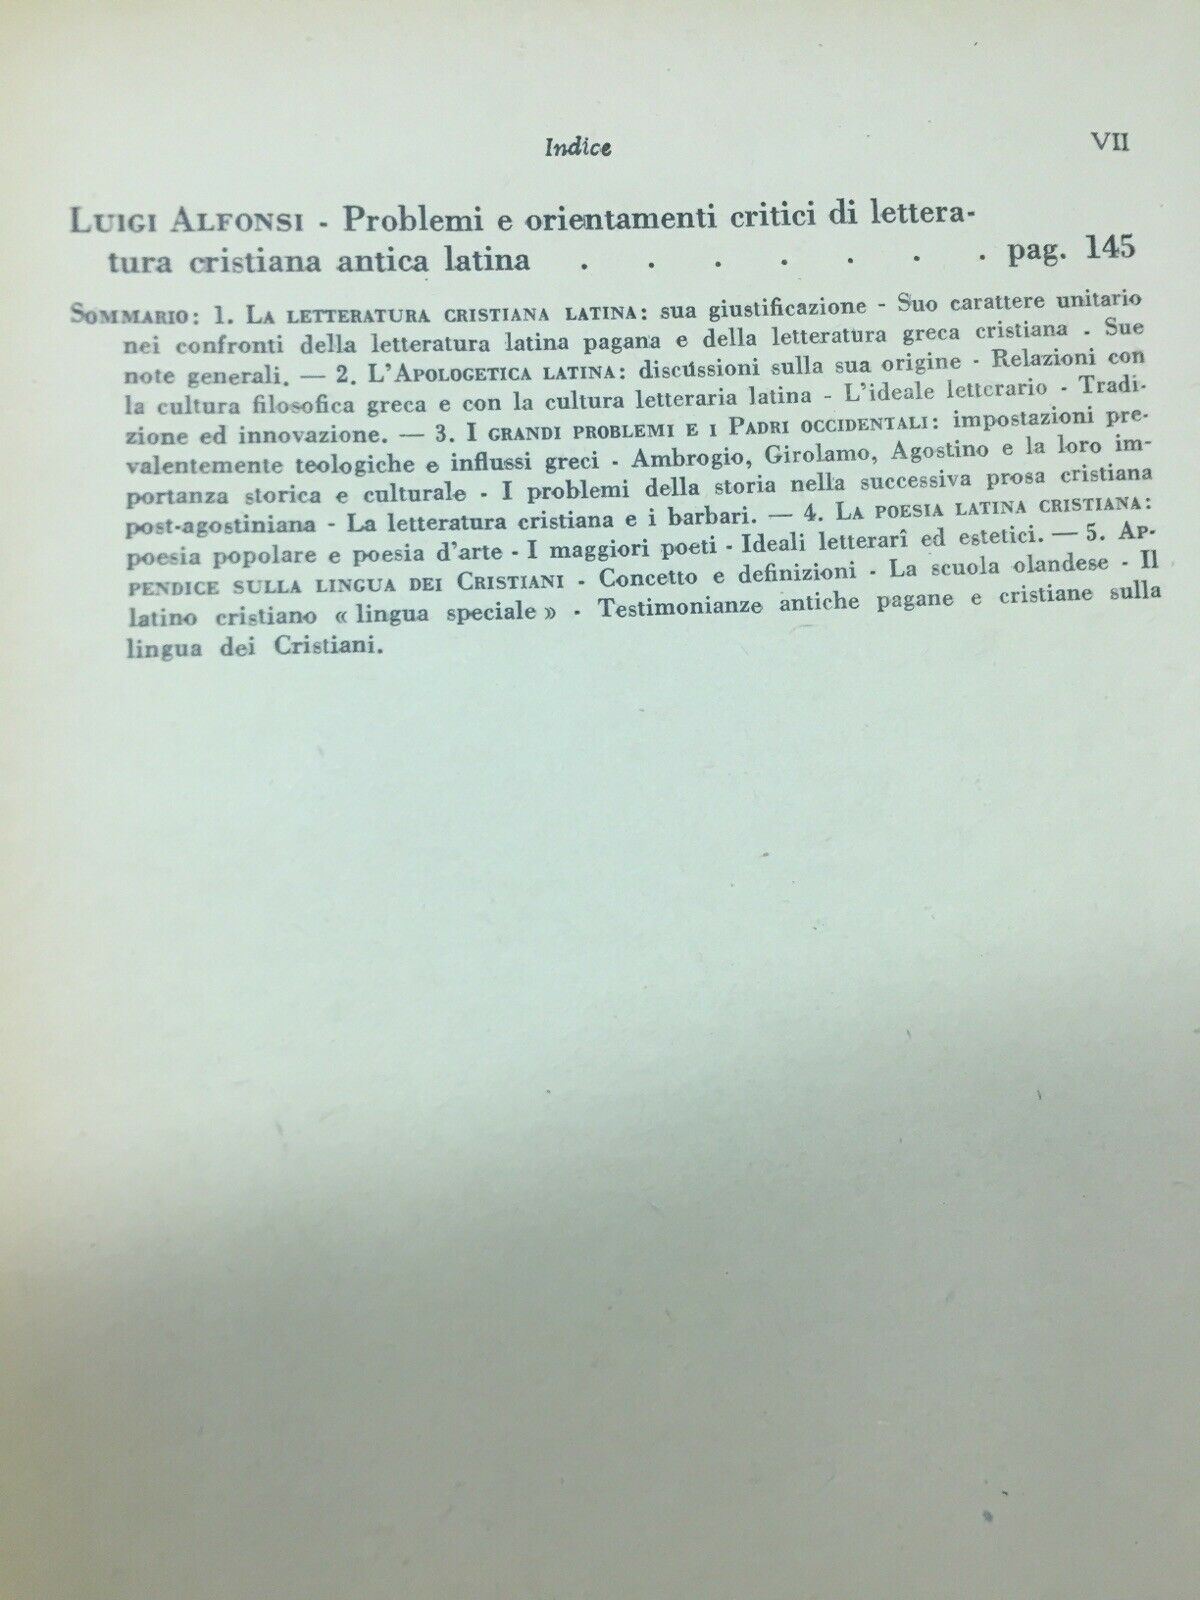 Indice
VII
LUIGI ALFONSI - Problemi e orientamenti critici di lettera-
tura cristiana antica latina . . . . . . . pag. 145
SOMMARIO: 1. LA LETTERATURA CRISTIANA LATINA: sua giustificazione - Suo carattere unitario
nei confronti della letteratura latina pagana e della letteratura greca cristiana . Sue
note generali. — 2. L'APOLOGETICA LATINA: discussioni sulla sua origine - Relazioni con
la cultura filosofica greca e con la cultura letteraria latina - L'ideale letterario - Tradi-
zione ed innovazione. — 3. I GRANDI PROBLEMI E I PADRI OCCIDENTALI: impostazioni pre-
valentemente teologiche e influssi greci - Ambrogio, Girolamo, Agostino e la loro im-
portanza storica e culturale - I problemi della storia nella successiva prosa cristiana
post-agostiniana - La letteratura cristiana e i barbari. — 4. LA POESIA LATINA CRISTIANA:
poesia popolare e poesia d'arte - I maggiori poeti - Ideali letterarî ed estetici. — 5. AP-
PENDICE SULLA LINGUA DEI CRISTIANI - Concetto e definizioni - La scuola olandese - Il
latino cristiano « lingua speciale » - Testimonianze antiche pagane e cristiane sulla
lingua dei Cristiani.